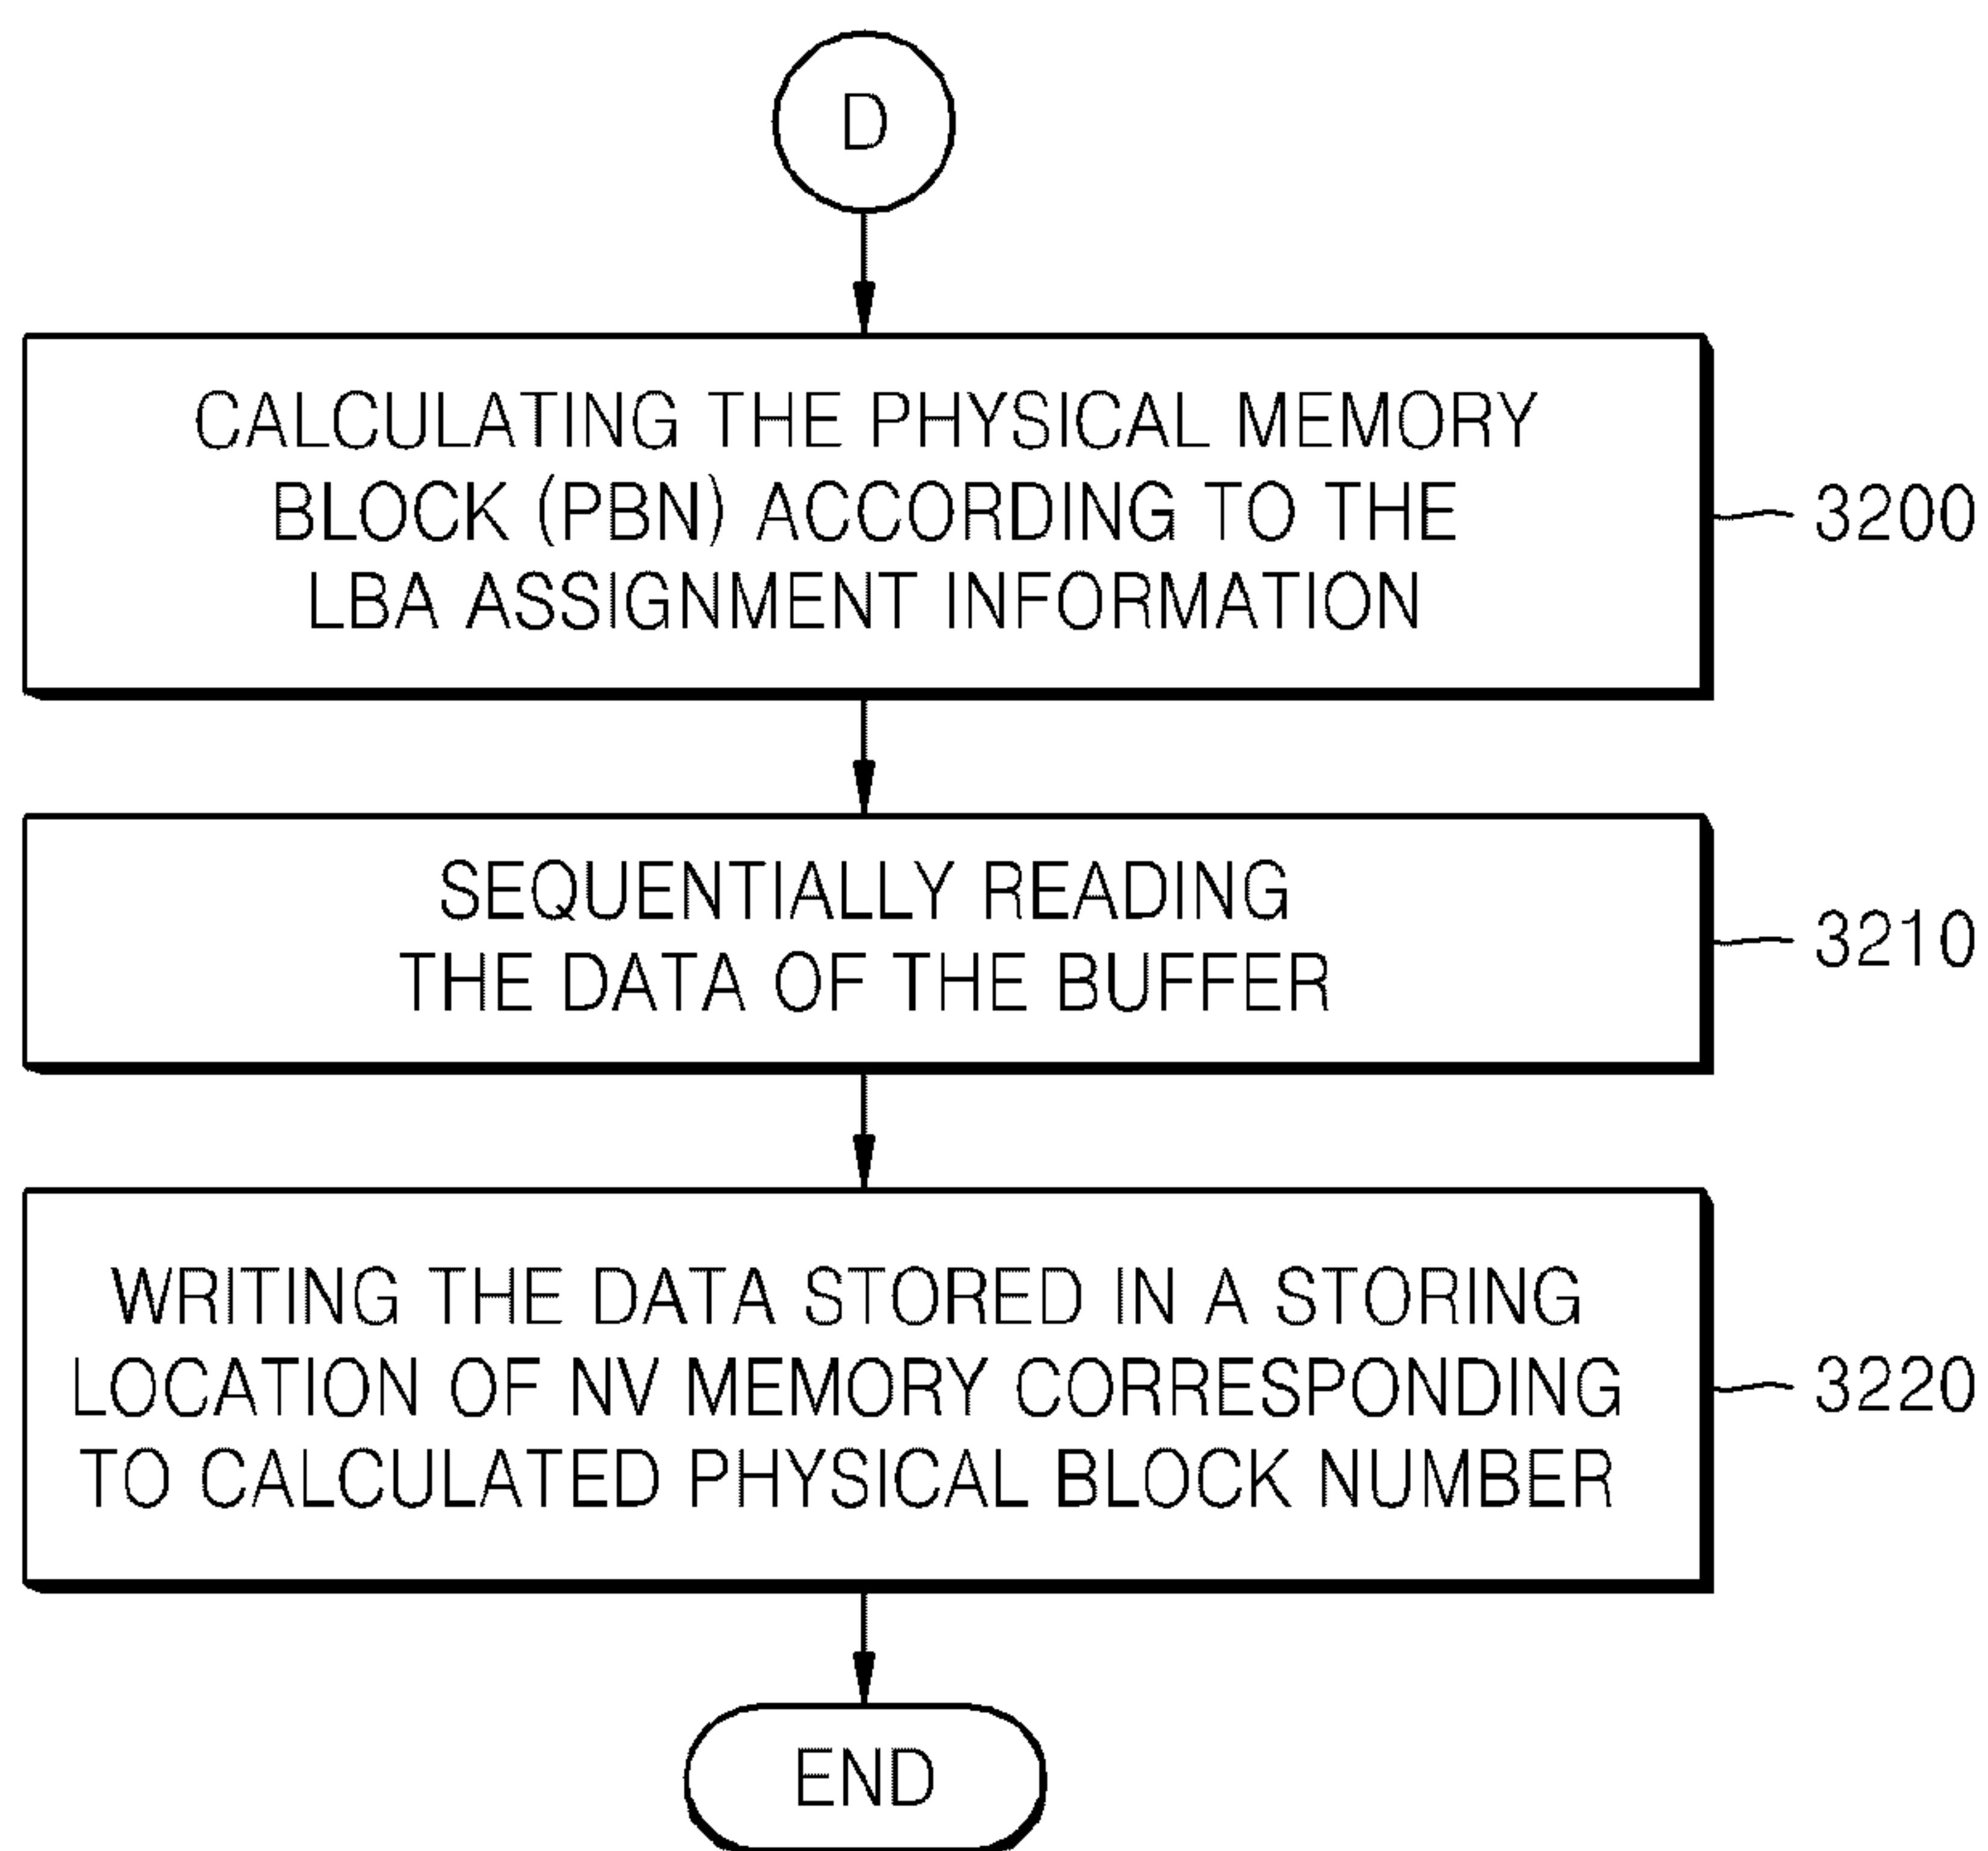 D
CALCULATING THE PHYSICAL MEMORY
BLOCK (PBN) ACCORDING TO THE
LBA ASSIGNMENT INFORMATION
3200
SEQUENTIALLY READING
THE DATA OF THE BUFFER
3210
WRITING THE DATA STORED IN A STORING
LOCATION OF NV MEMORY CORRESPONDING
TO CALCULATED PHYSICAL BLOCK NUMBER
3220
END